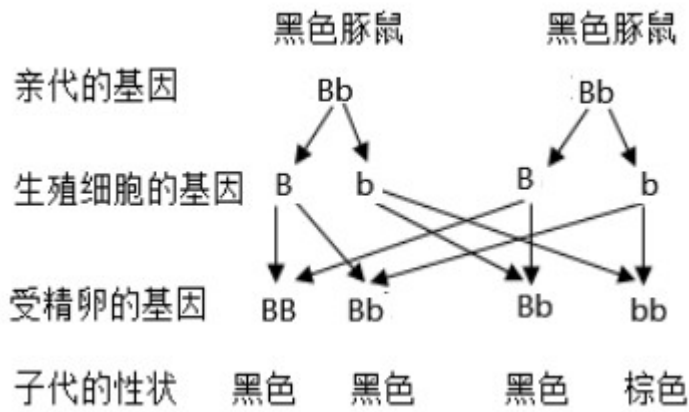 黑色豚鼠 黑色豚鼠
亲代的基因 Bb Bb
生殖细胞的基因 B b B b
受精卵的基因 BB Bb Bb bb
子代的性状 黑色 黑色 黑色 棕色